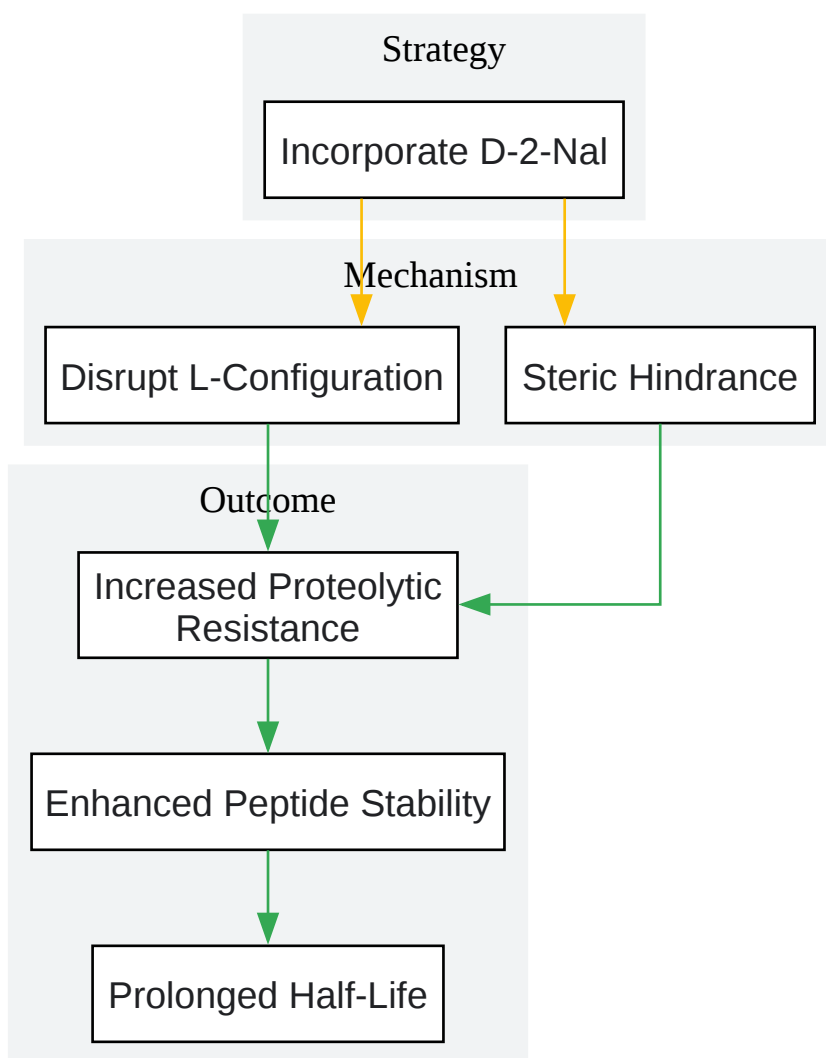 Strategy
Incorporate D-2-Nal
Mechanism
Disrupt L-Configuration
Steric Hindrance
Outcome
Increased Proteolytic
Resistance
Enhanced Peptide Stability
Prolonged Half-Life